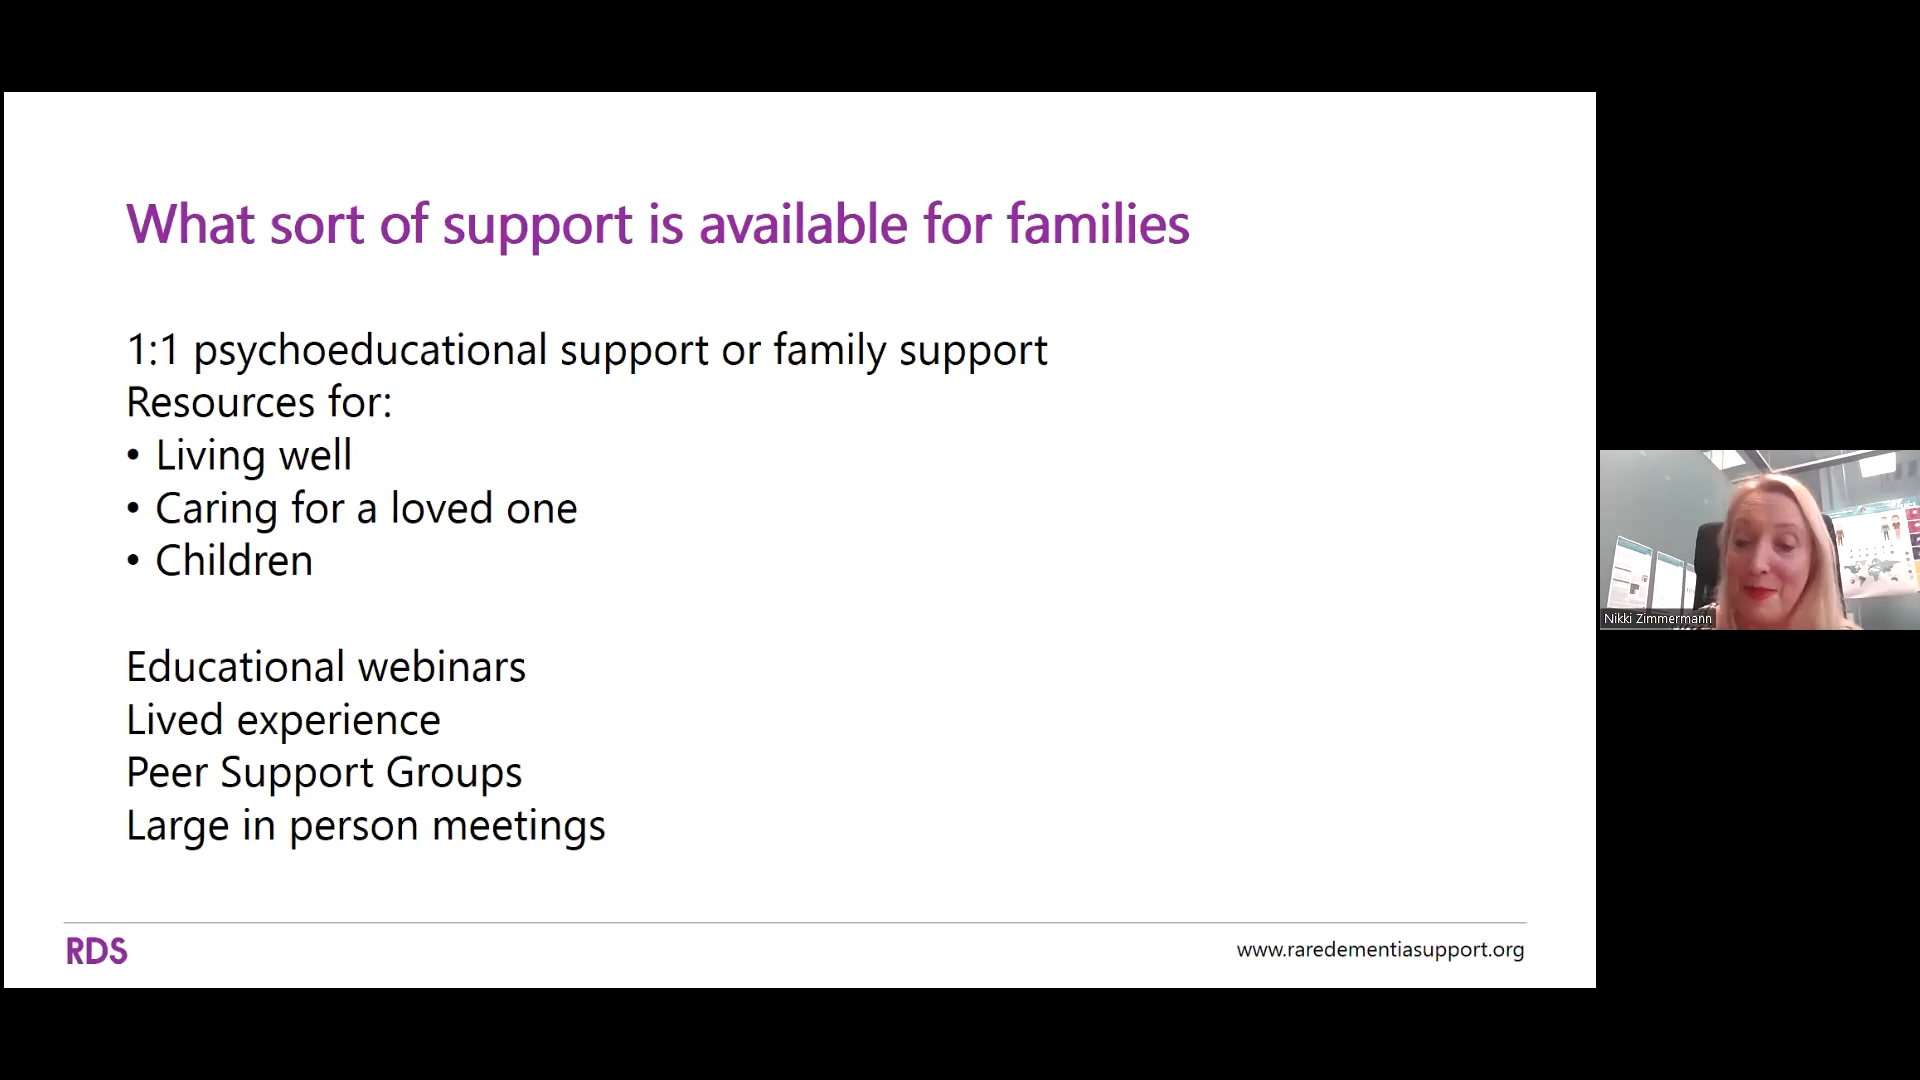 What sort of support is available for families
1:1 psychoeducational support or family support
Resources for:
• Living well
• Caring for a loved one
• Children
Educational webinars
Lived experience
Peer Support Groups
Large in person meetings
RDS
www.raredementiasupport.org
Nikki Zimmermann